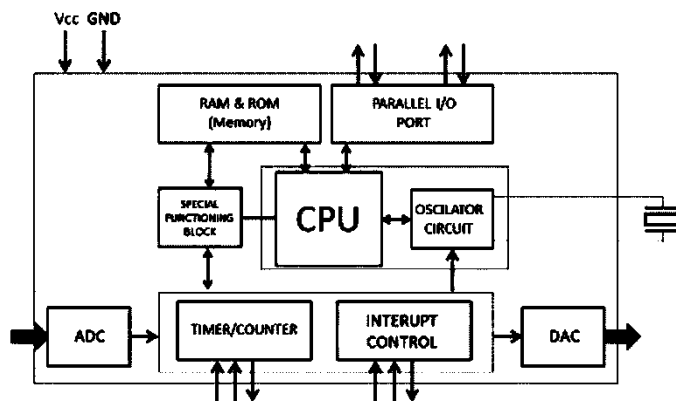 Vcc GND
RAM & ROM
(Memory)
PARALLEL I/O
PORT
SPECIAL
FUNCTIONING
BLOCK
CPU
OSCILATOR
CIRCUIT
ADC
TIMER/COUNTER
INTERUPT
CONTROL
DAC